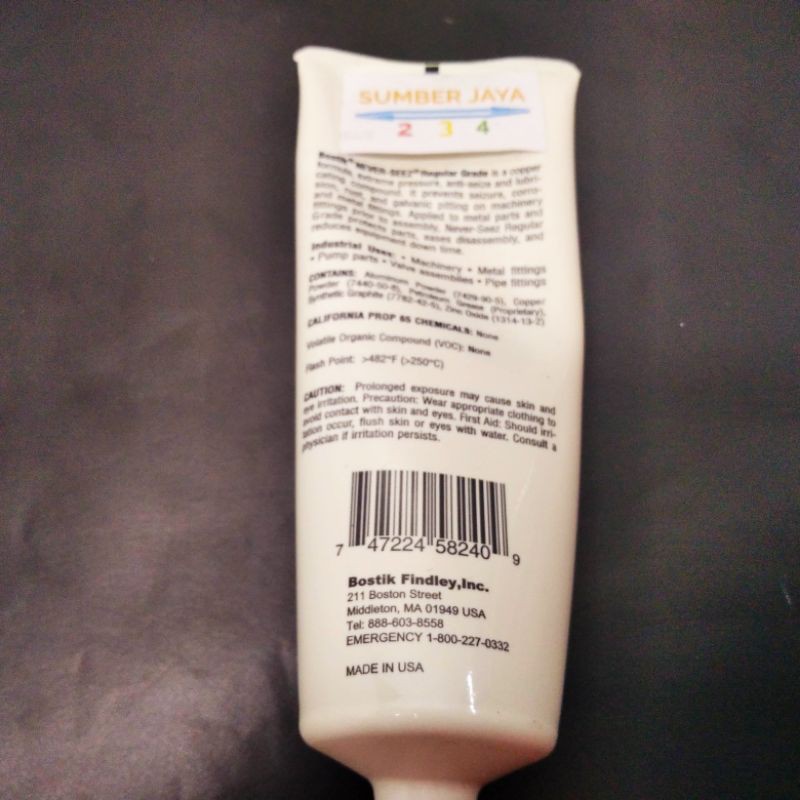 SUMBER JAYA
2 3 4
Bostik™ NEVER-SEEZ™ Regular Grade is a copper
formula, extreme pressure, anti-seize and lubri-
cating compound. It prevents seizure, corro-
sion, rust, and galvanic pitting on machinery
and metal fittings. Applied to metal parts and
fittings prior to assembly, Never-Seez Regular
Grade protects parts, eases disassembly, and
reduces equipment down time.
Industrial Uses: • Machinery • Metal fittings
• Pump parts • Valve assemblies • Pipe fittings
CONTAINS: Aluminum Powder (7429-90-5), Copper
Powder (7440-50-8), Petroleum Grease (Proprietary),
Synthetic Graphite (7782-42-5), Zinc Oxide (1314-13-2)
CALIFORNIA PROP 65 CHEMICALS: None
Volatile Organic Compound (VOC): None
Flash Point: >482°F (>250°C)
CAUTION: Prolonged exposure may cause skin and
eye irritation. Precaution: Wear appropriate clothing to
avoid contact with skin and eyes. First Aid: Should irri-
tation occur, flush skin or eyes with water. Consult a
physician if irritation persists.
7 47224 58240 9
Bostik Findley,Inc.
211 Boston Street
Middleton, MA 01949 USA
Tel: 888-603-8558
EMERGENCY 1-800-227-0332
MADE IN USA